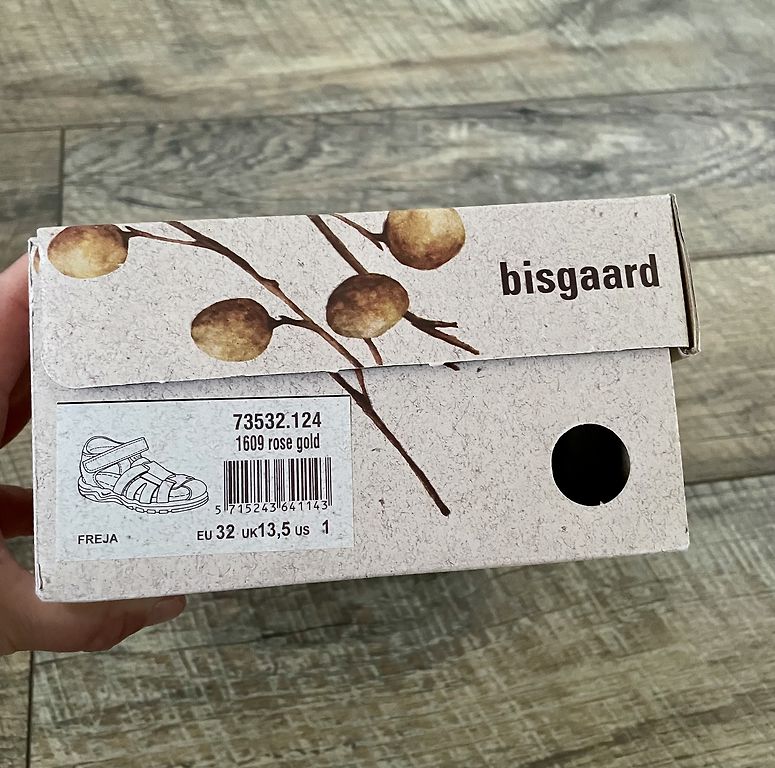 bisgaard
73532.124
1609 rose gold
5 715243 641143
FREJA
EU 32 UK 13,5 US 1